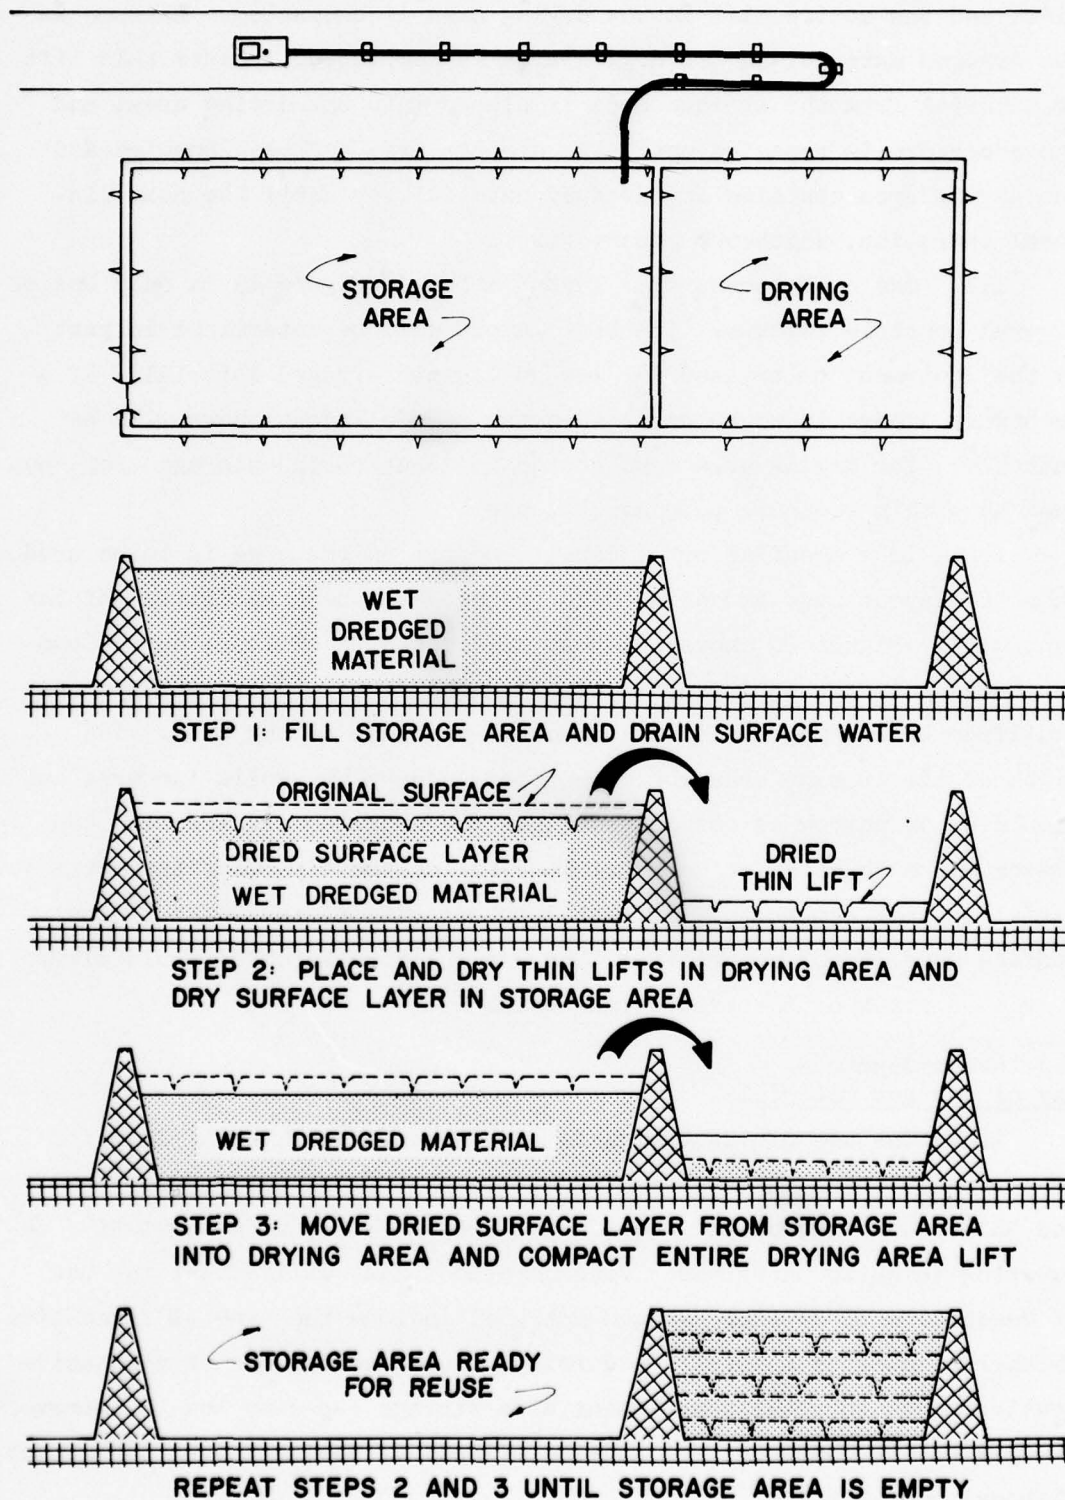 STORAGE
AREA
DRYING
AREA
WET
DREDGED
MATERIAL
STEP 1: FILL STORAGE AREA AND DRAIN SURFACE WATER
ORIGINAL SURFACE
DRIED SURFACE LAYER
WET DREDGED MATERIAL
DRIED
THIN LIFT
STEP 2: PLACE AND DRY THIN LIFTS IN DRYING AREA AND
DRY SURFACE LAYER IN STORAGE AREA
WET DREDGED MATERIAL
STEP 3: MOVE DRIED SURFACE LAYER FROM STORAGE AREA
INTO DRYING AREA AND COMPACT ENTIRE DRYING AREA LIFT
STORAGE AREA READY
FOR REUSE
REPEAT STEPS 2 AND 3 UNTIL STORAGE AREA IS EMPTY